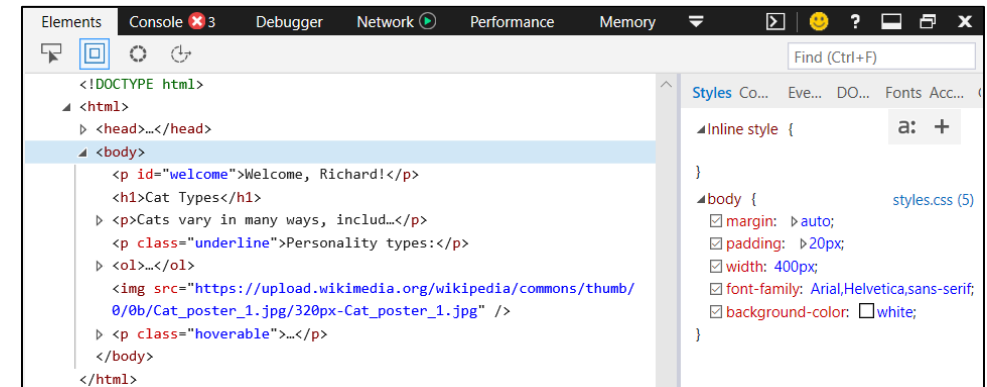 Elements Console 3 Debugger Network Performance Memory ?
Find (Ctrl+F)
<!DOCTYPE html>
<html>
<head>…</head>
<body>
<p id="welcome">Welcome, Richard!</p>
<h1>Cat Types</h1>
<p>Cats vary in many ways, includ…</p>
<p class="underline">Personality types:</p>
<ol>…</ol>
<img src="https://upload.wikimedia.org/wikipedia/commons/thumb/
0/0b/Cat_poster_1.jpg/320px-Cat_poster_1.jpg" />
<p class="hoverable">…</p>
</body>
</html>
Styles Co... Eve... DO... Fonts Acc...
Inline style {
a: +
}
body { styles.css (5)
margin: auto;
padding: 20px;
width: 400px;
font-family: Arial,Helvetica,sans-serif;
background-color: white;
}